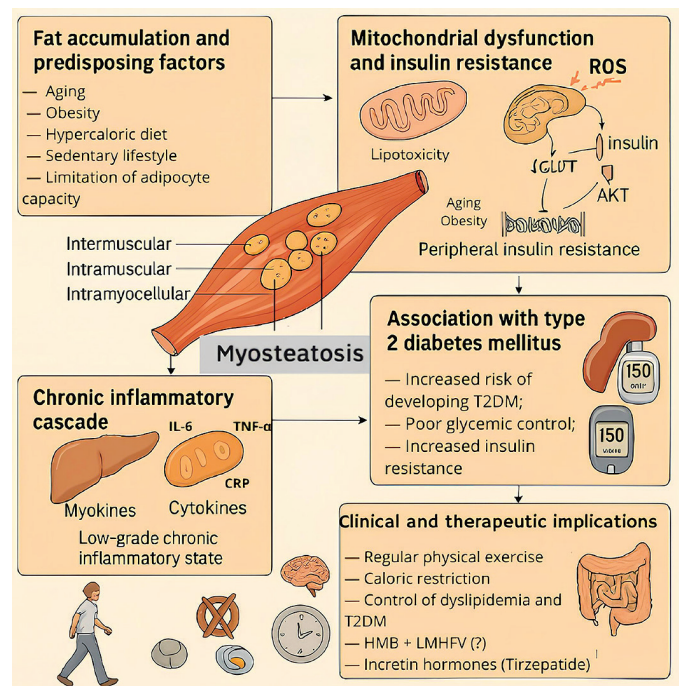 Fat accumulation and
predisposing factors
— Aging
— Obesity
— Hypercaloric diet
— Sedentary lifestyle
— Limitation of adipocyte
capacity
Mitochondrial dysfunction
and insulin resistance
ROS
Lipotoxicity
insulin
↓GLUT
AKT
Aging
Obesity
Peripheral insulin resistance
Intermuscular
Intramuscular
Intramyocellular
Myosteatosis
Association with type
2 diabetes mellitus
— Increased risk of
developing T2DM;
— Poor glycemic control;
— Increased insulin
resistance
150
150
Chronic inflammatory
cascade
IL-6
TNF-α
CRP
Myokines
Cytokines
Low-grade chronic
inflammatory state
Clinical and therapeutic implications
— Regular physical exercise
— Caloric restriction
— Control of dyslipidemia and
T2DM
— HMB + LMHFV (?)
— Incretin hormones (Tirzepatide)